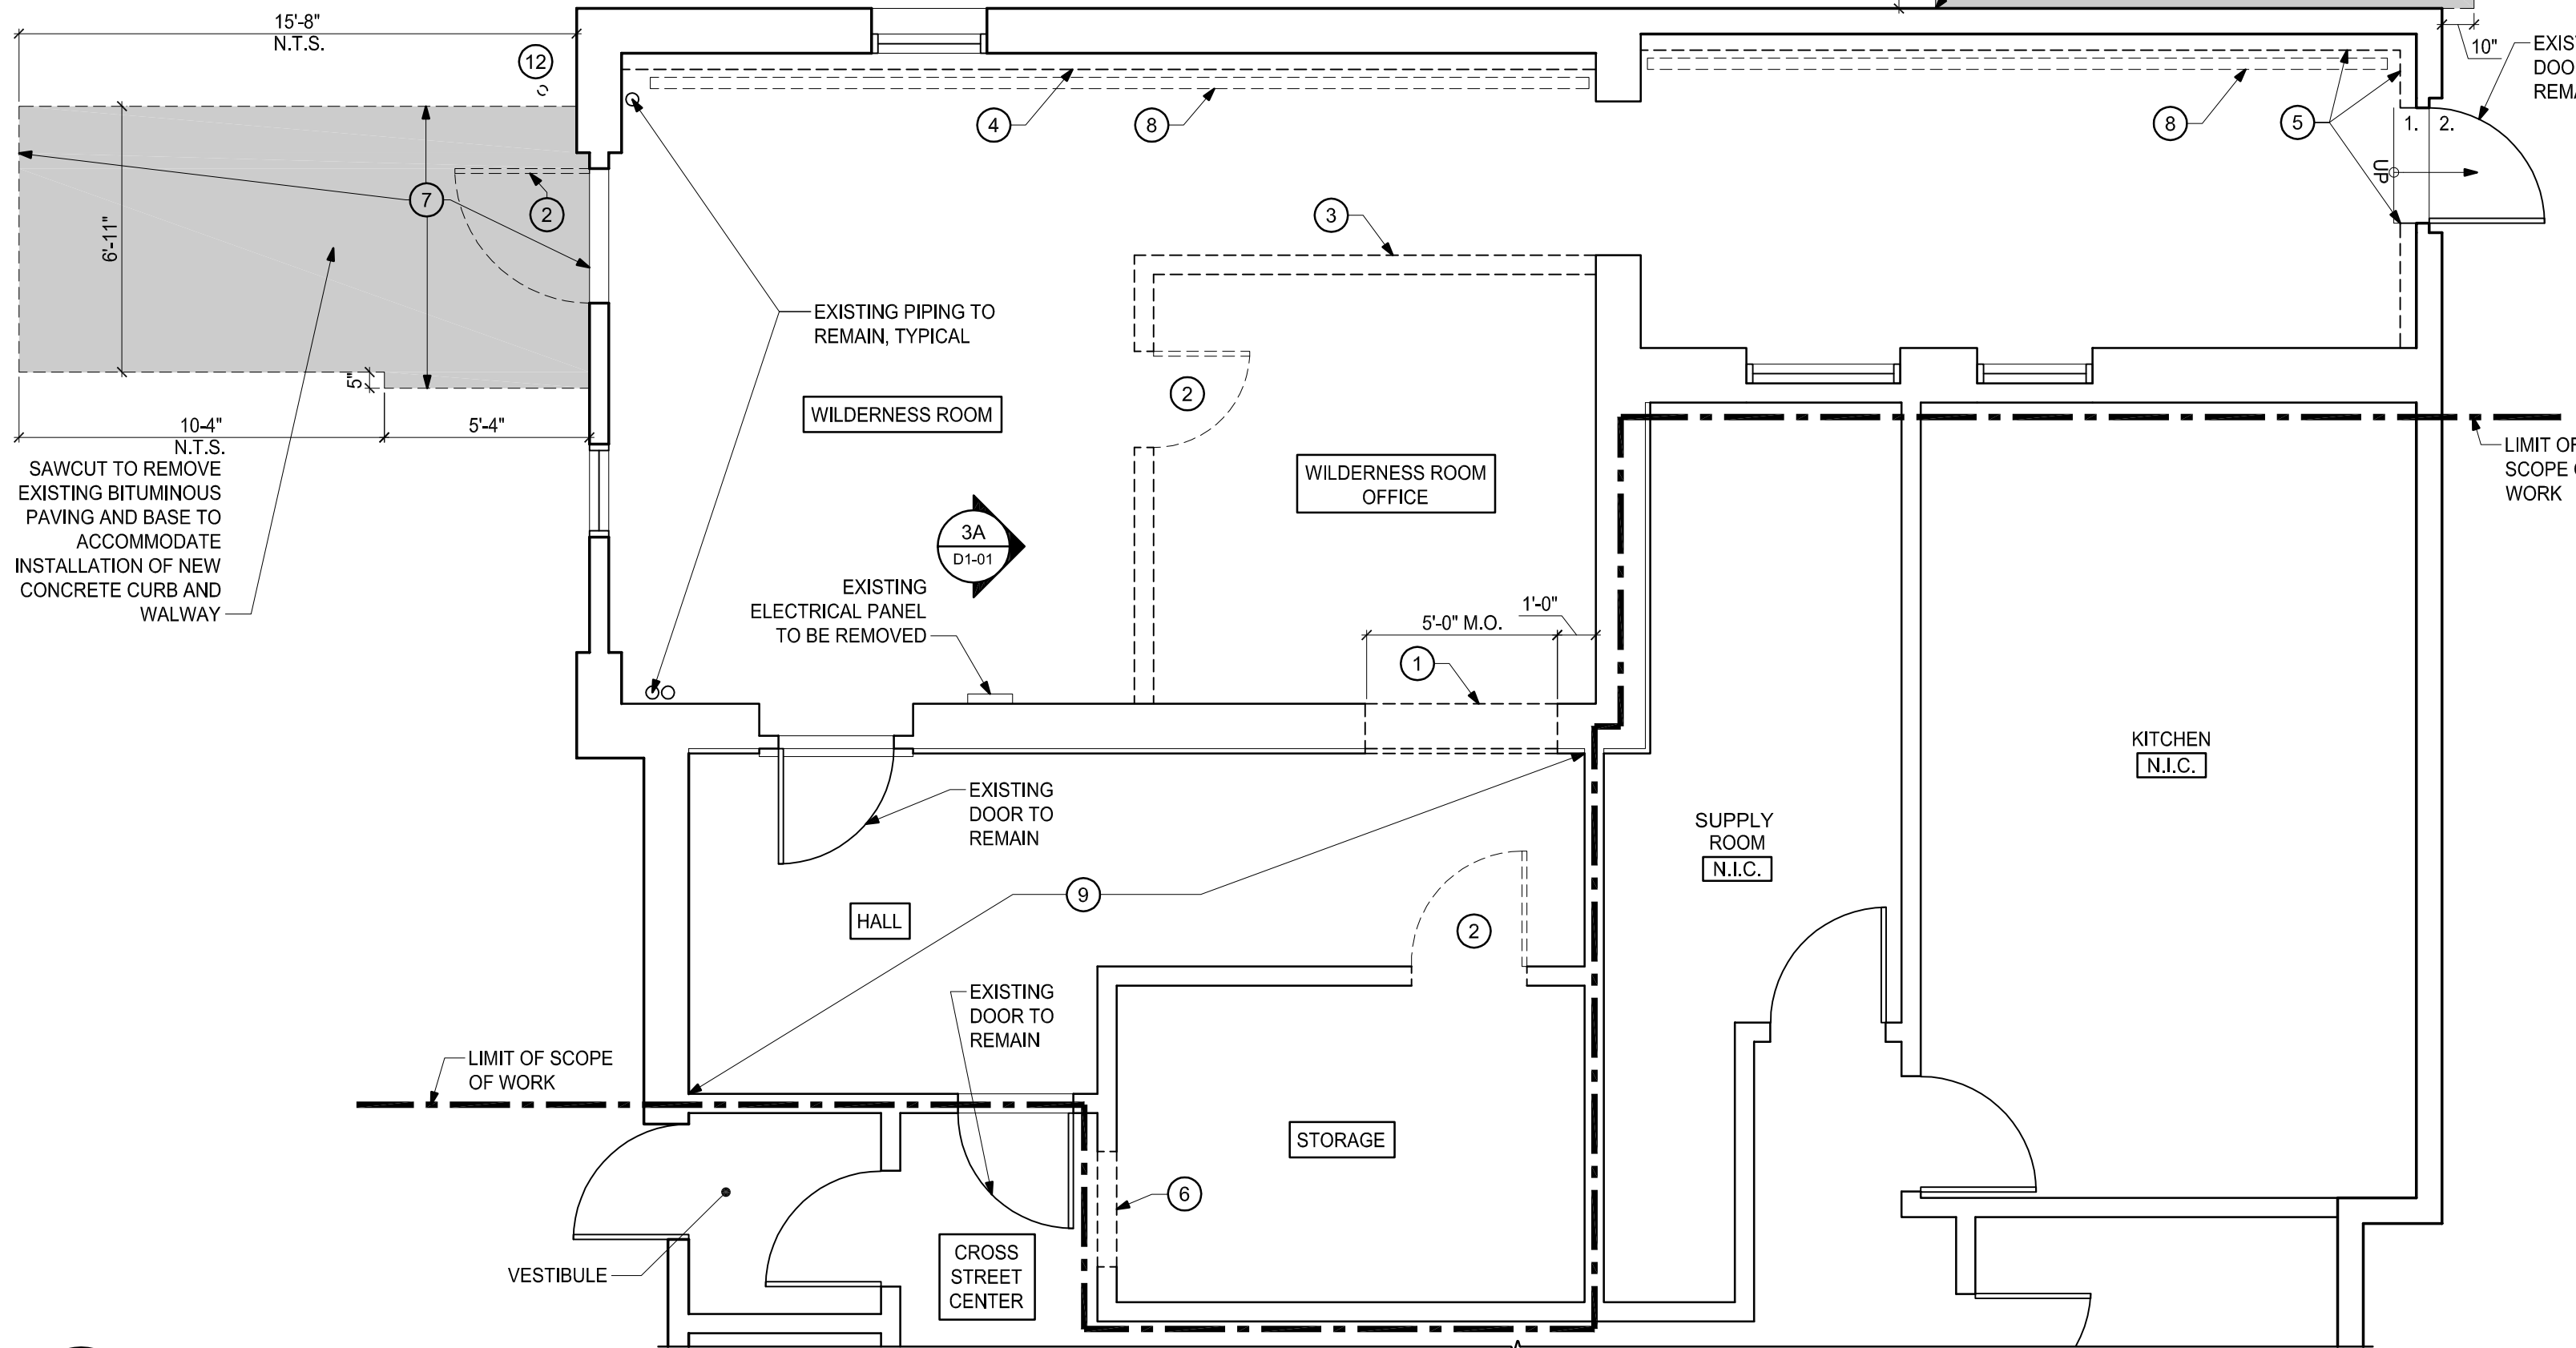 15'-8"
N.T.S.
12
10"
EXIS
DOO
REMA
4
8
8
5
1. 2.
UP
7
2
3
6'-11"
EXISTING PIPING TO
REMAIN, TYPICAL
5"
2
WILDERNESS ROOM
10-4"
N.T.S.
5'-4"
SAWCUT TO REMOVE
EXISTING BITUMINOUS
PAVING AND BASE TO
ACCOMMODATE
INSTALLATION OF NEW
CONCRETE CURB AND
WALWAY
WILDERNESS ROOM
OFFICE
LIMIT OF
SCOPE
WORK
3A
D1-01
EXISTING
ELECTRICAL PANEL
TO BE REMOVED
5'-0" M.O.
1'-0"
1
KITCHEN
N.I.C.
EXISTING
DOOR TO
REMAIN
SUPPLY
ROOM
N.I.C.
9
HALL
2
EXISTING
DOOR TO
REMAIN
LIMIT OF SCOPE
OF WORK
STORAGE
6
VESTIBULE
CROSS
STREET
CENTER